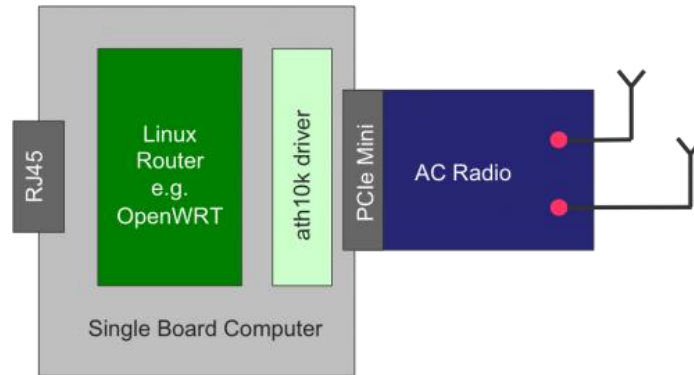 RJ45
Linux
Router
e.g.
OpenWRT
ath10k driver
PCIe Mini
AC Radio
Single Board Computer